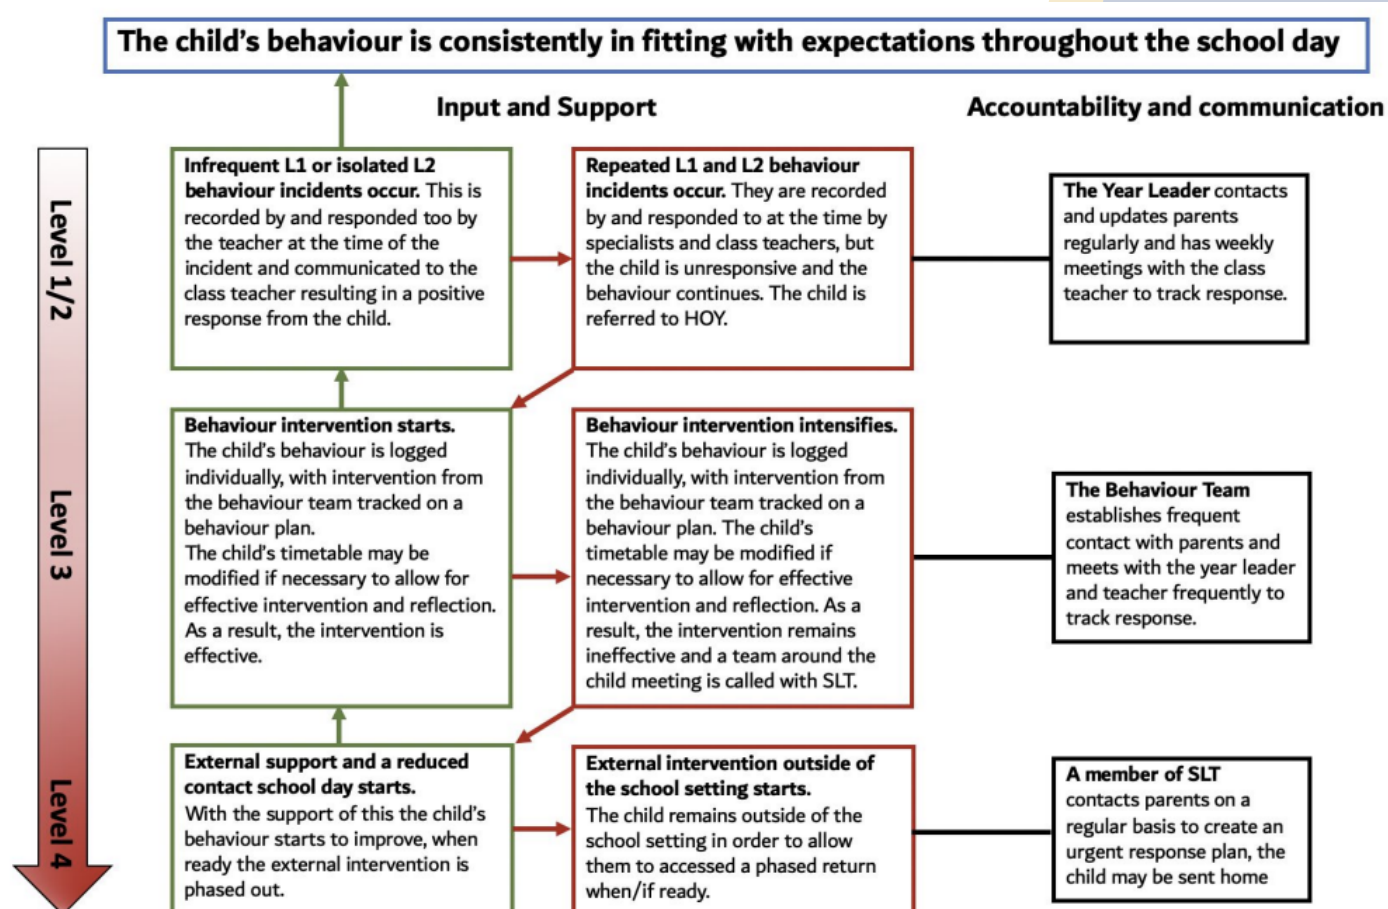 The child's behaviour is consistently in fitting with expectations throughout the school day
Input and Support
Accountability and communication
Level 1/2
Infrequent L1 or isolated L2
behaviour incidents occur. This is
recorded by and responded too by
the teacher at the time of the
incident and communicated to the
class teacher resulting in a positive
response from the child.
Repeated L1 and L2 behaviour
incidents occur. They are recorded
by and responded to at the time by
specialists and class teachers, but
the child is unresponsive and the
behaviour continues. The child is
referred to HOY.
The Year Leader contacts
and updates parents
regularly and has weekly
meetings with the class
teacher to track response.
Level 3
Behaviour intervention starts.
The child's behaviour is logged
individually, with intervention from
the behaviour team tracked on a
behaviour plan.
The child's timetable may be
modified if necessary to allow for
effective intervention and reflection.
As a result, the intervention is
effective.
Behaviour intervention intensifies.
The child's behaviour is logged
individually, with intervention from
the behaviour team tracked on a
behaviour plan. The child's
timetable may be modified if
necessary to allow for effective
intervention and reflection. As a
result, the intervention remains
ineffective and a team around the
child meeting is called with SLT.
The Behaviour Team
establishes frequent
contact with parents and
meets with the year leader
and teacher frequently to
track response.
Level 4
External support and a reduced
contact school day starts.
With the support of this the child's
behaviour starts to improve, when
ready the external intervention is
phased out.
External intervention outside of
the school setting starts.
The child remains outside of the
school setting in order to allow
them to accessed a phased return
when/if ready.
A member of SLT
contacts parents on a
regular basis to create an
urgent response plan, the
child may be sent home